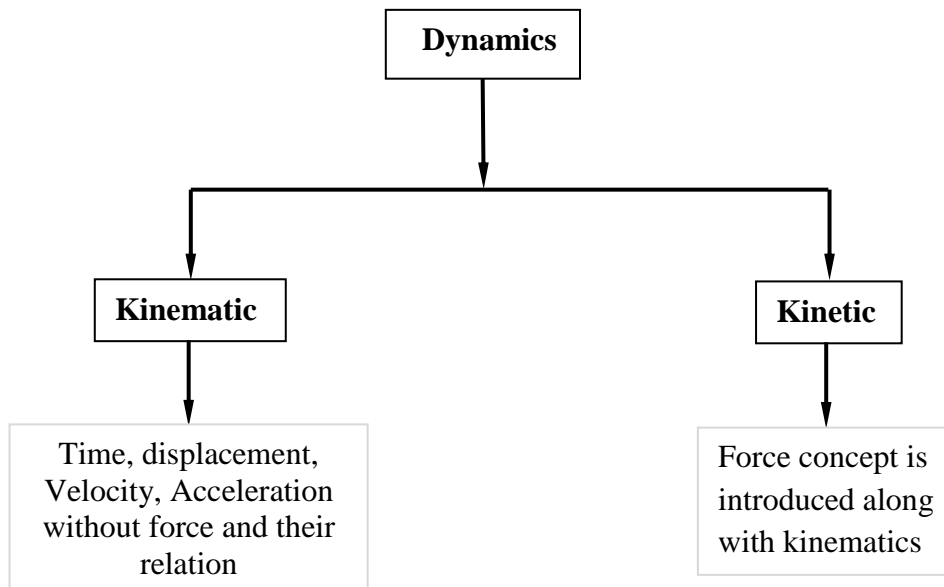 Dynamics
Kinematic
Kinetic
Time, displacement,
Velocity, Acceleration
without force and their
relation
Force concept is
introduced along
with kinematics